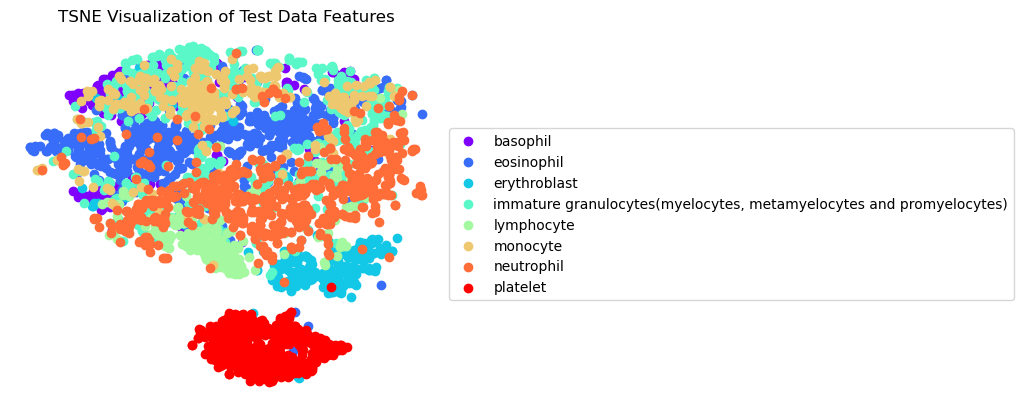 TSNE Visualization of Test Data Features
basophil
eosinophil
erythroblast
immature granulocytes(myelocytes, metamyelocytes and promyelocytes)
lymphocyte
monocyte
neutrophil
platelet